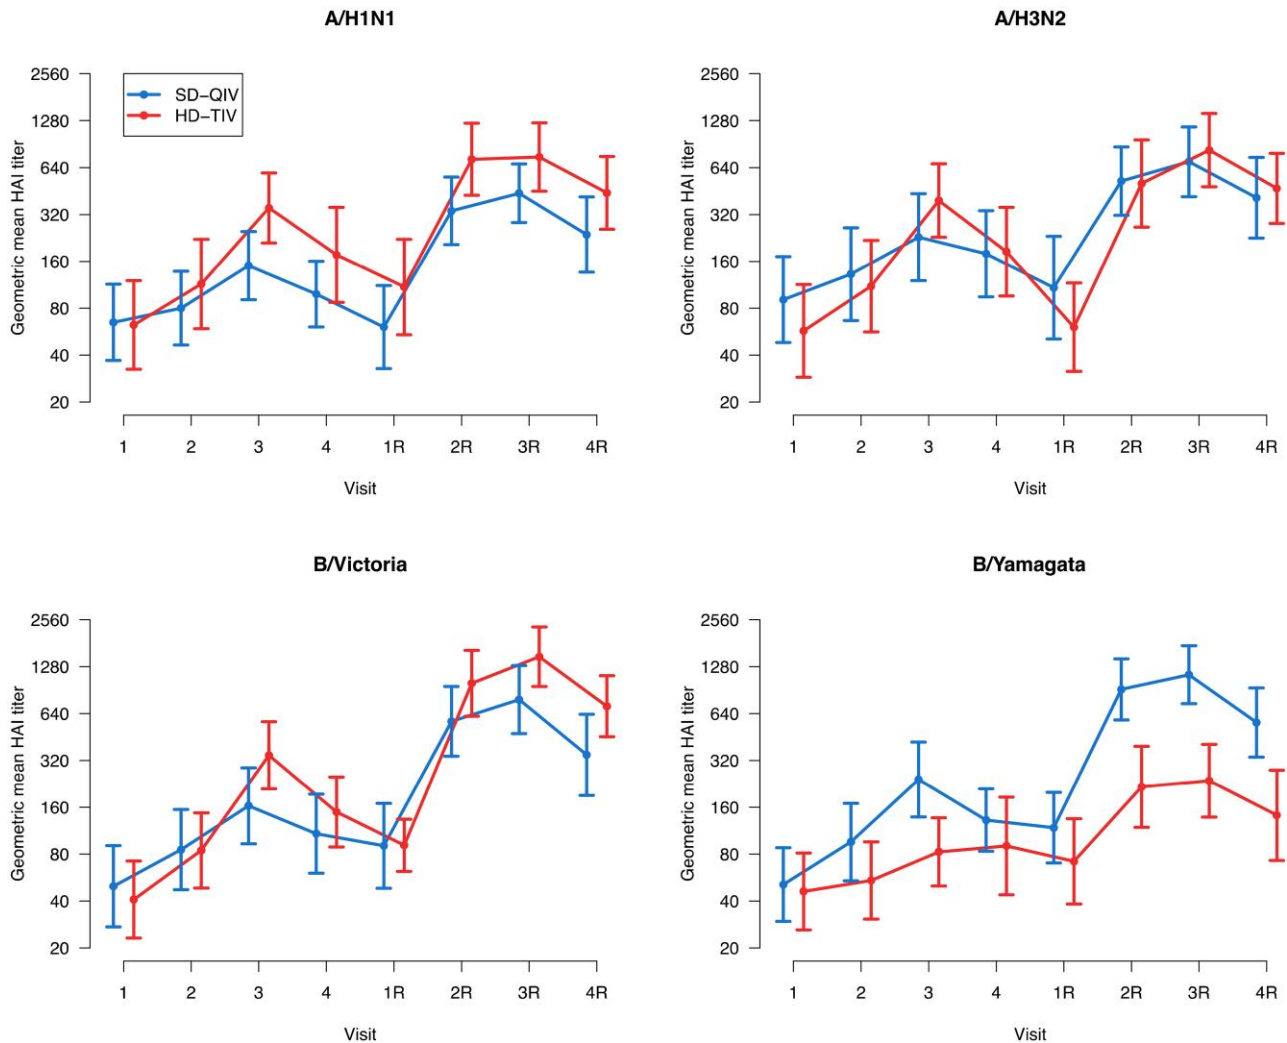 A/H1N1
Geometric mean HAI titer
2560
1280
640
320
160
80
40
20
SD−QIV
HD−TIV
1 2 3 4 1R 2R 3R 4R
Visit
A/H3N2
Geometric mean HAI titer
2560
1280
640
320
160
80
40
20
1 2 3 4 1R 2R 3R 4R
Visit
B/Victoria
Geometric mean HAI titer
2560
1280
640
320
160
80
40
20
1 2 3 4 1R 2R 3R 4R
Visit
B/Yamagata
Geometric mean HAI titer
2560
1280
640
320
160
80
40
20
1 2 3 4 1R 2R 3R 4R
Visit